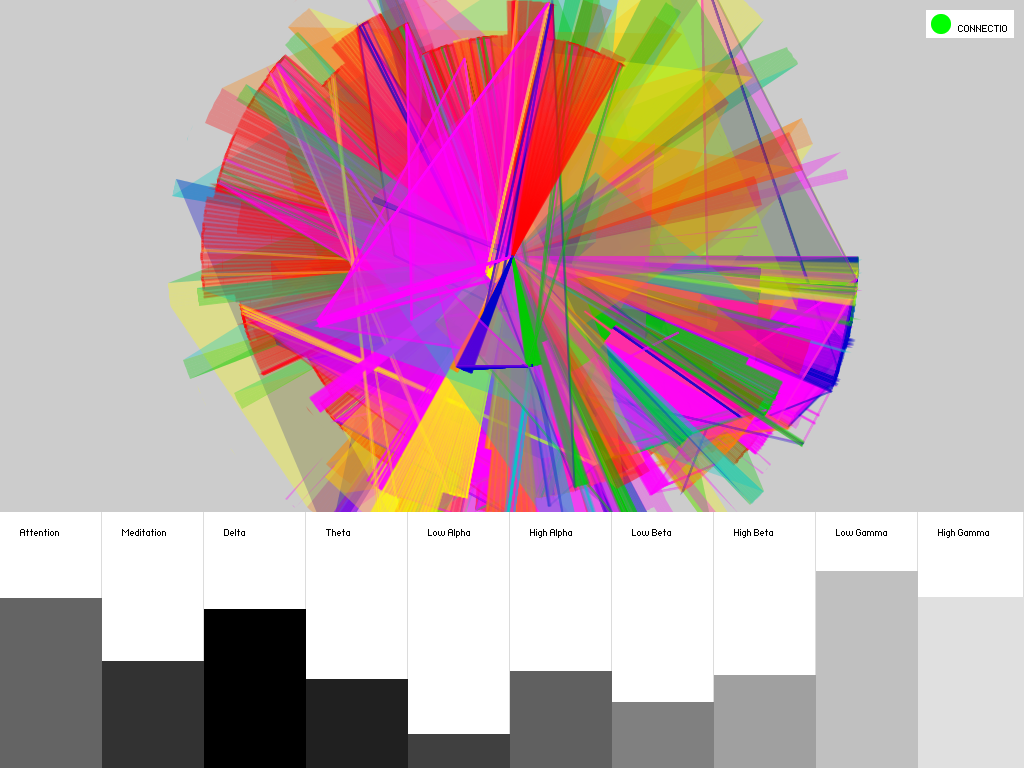 CONNECTIO
Attention
Meditation
Delta
Theta
Low Alpha
High Alpha
Low Beta
High Beta
Low Gamma
High Gamma